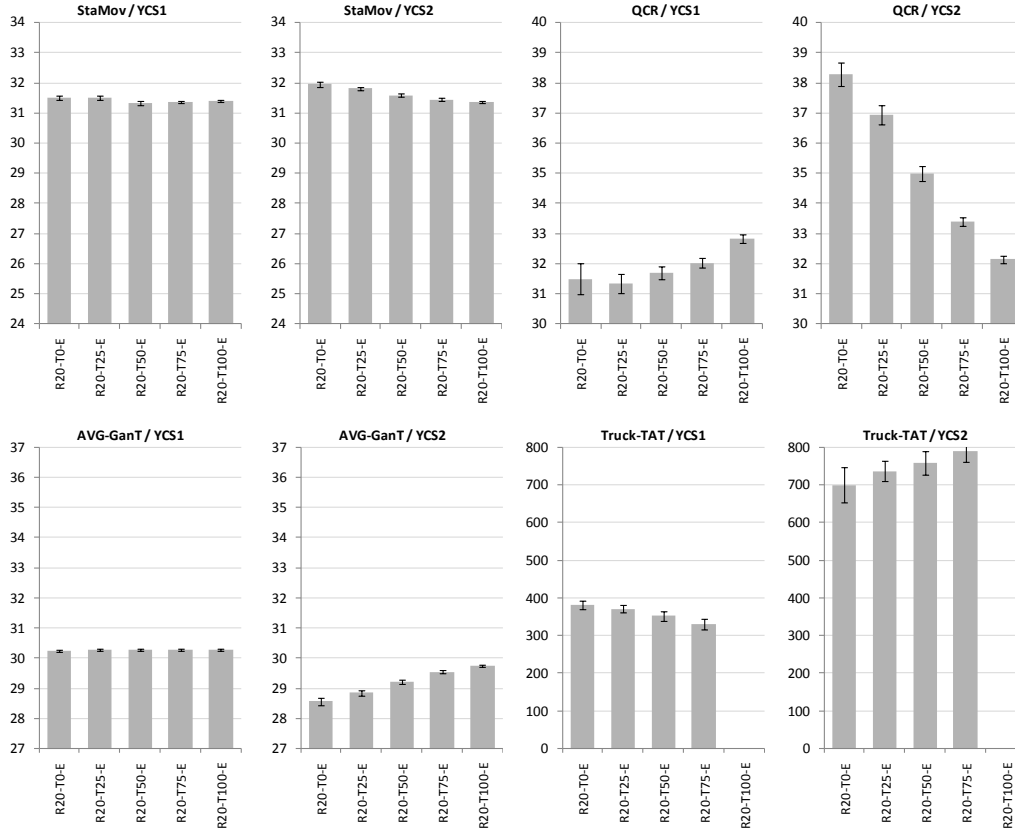 StaMov / YCS1
34
33
32
31
30
29
28
27
26
25
24
R20-T0-E
R20-T25-E
R20-T50-E
R20-T75-E
R20-T100-E
StaMov / YCS2
34
33
32
31
30
29
28
27
26
25
24
R20-T0-E
R20-T25-E
R20-T50-E
R20-T75-E
R20-T100-E
QCR / YCS1
40
39
38
37
36
35
34
33
32
31
30
R20-T0-E
R20-T25-E
R20-T50-E
R20-T75-E
R20-T100-E
QCR / YCS2
40
39
38
37
36
35
34
33
32
31
30
R20-T0-E
R20-T25-E
R20-T50-E
R20-T75-E
R20-T100-E
AVG-GanT / YCS1
37
36
35
34
33
32
31
30
29
28
27
R20-T0-E
R20-T25-E
R20-T50-E
R20-T75-E
R20-T100-E
AVG-GanT / YCS2
37
36
35
34
33
32
31
30
29
28
27
R20-T0-E
R20-T25-E
R20-T50-E
R20-T75-E
R20-T100-E
Truck-TAT / YCS1
800
700
600
500
400
300
200
100
0
R20-T0-E
R20-T25-E
R20-T50-E
R20-T75-E
R20-T100-E
Truck-TAT / YCS2
800
700
600
500
400
300
200
100
0
R20-T0-E
R20-T25-E
R20-T50-E
R20-T75-E
R20-T100-E